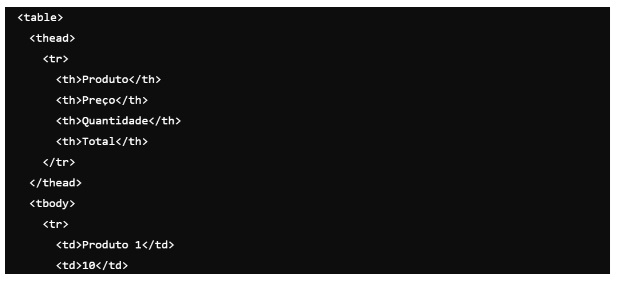 <table>
<thead>
<tr>
<th>Produto</th>
<th>Preço</th>
<th>Quantidade</th>
<th>Total</th>
</tr>
</thead>
<tbody>
<tr>
<td>Produto 1</td>
<td>10</td>